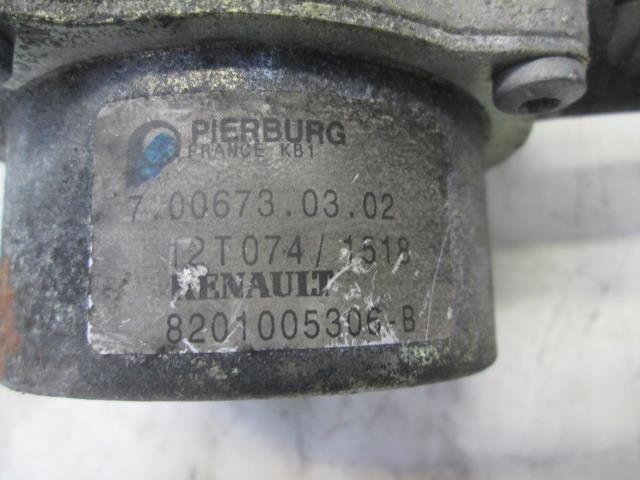 PIERBURG
FRANCE KB1
7.00673.03.02
12T074/1518
RENAULT
8201005306-B